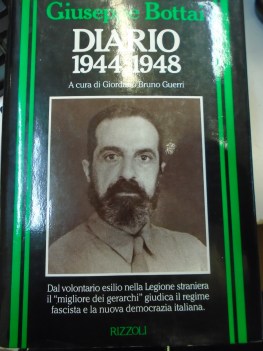 Giuseppe Bottai
DIARIO
1944-1948
A cura di Giordano Bruno Guerri
Dal volontario esilio nella Legione straniera
il "migliore dei gerarchi" giudica il regime
fascista e la nuova democrazia italiana.
RIZZOLI